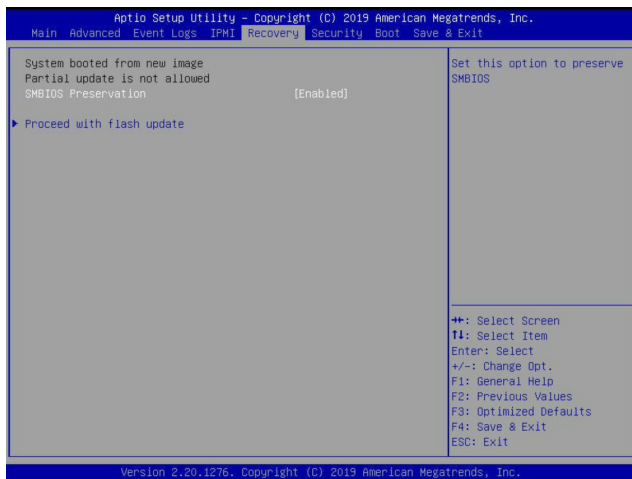 Aptio Setup Utility – Copyright (C) 2019 American Megatrends, Inc.
Main Advanced Event Logs IPMI Recovery Security Boot Save & Exit
System booted from new image
Partial update is not allowed
SMBIOS Preservation [Enabled]
▶ Proceed with flash update
Set this option to preserve
SMBIOS
→←: Select Screen
↑↓: Select Item
Enter: Select
+/-: Change Opt.
F1: General Help
F2: Previous Values
F3: Optimized Defaults
F4: Save & Exit
ESC: Exit
Version 2.20.1276. Copyright (C) 2019 American Megatrends, Inc.